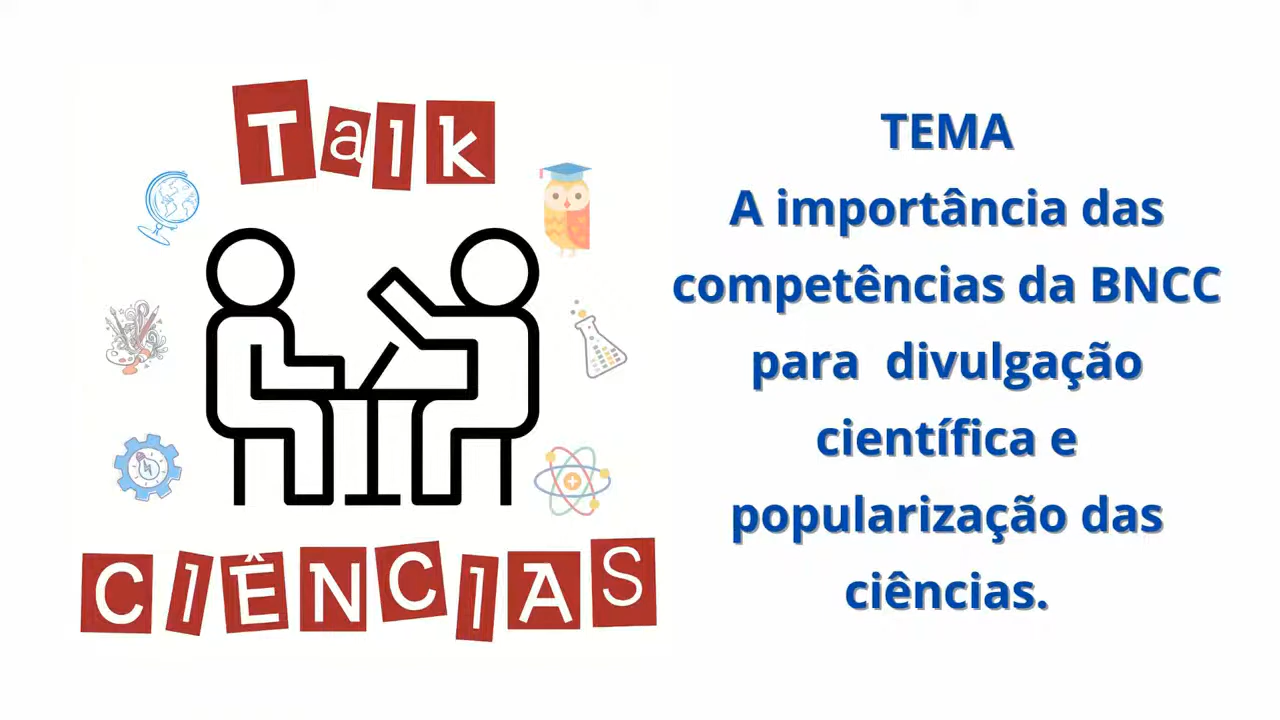 Talk
CIÊNCIAS
TEMA
A importância das
competências da BNCC
para divulgação
científica e
popularização das
ciências.